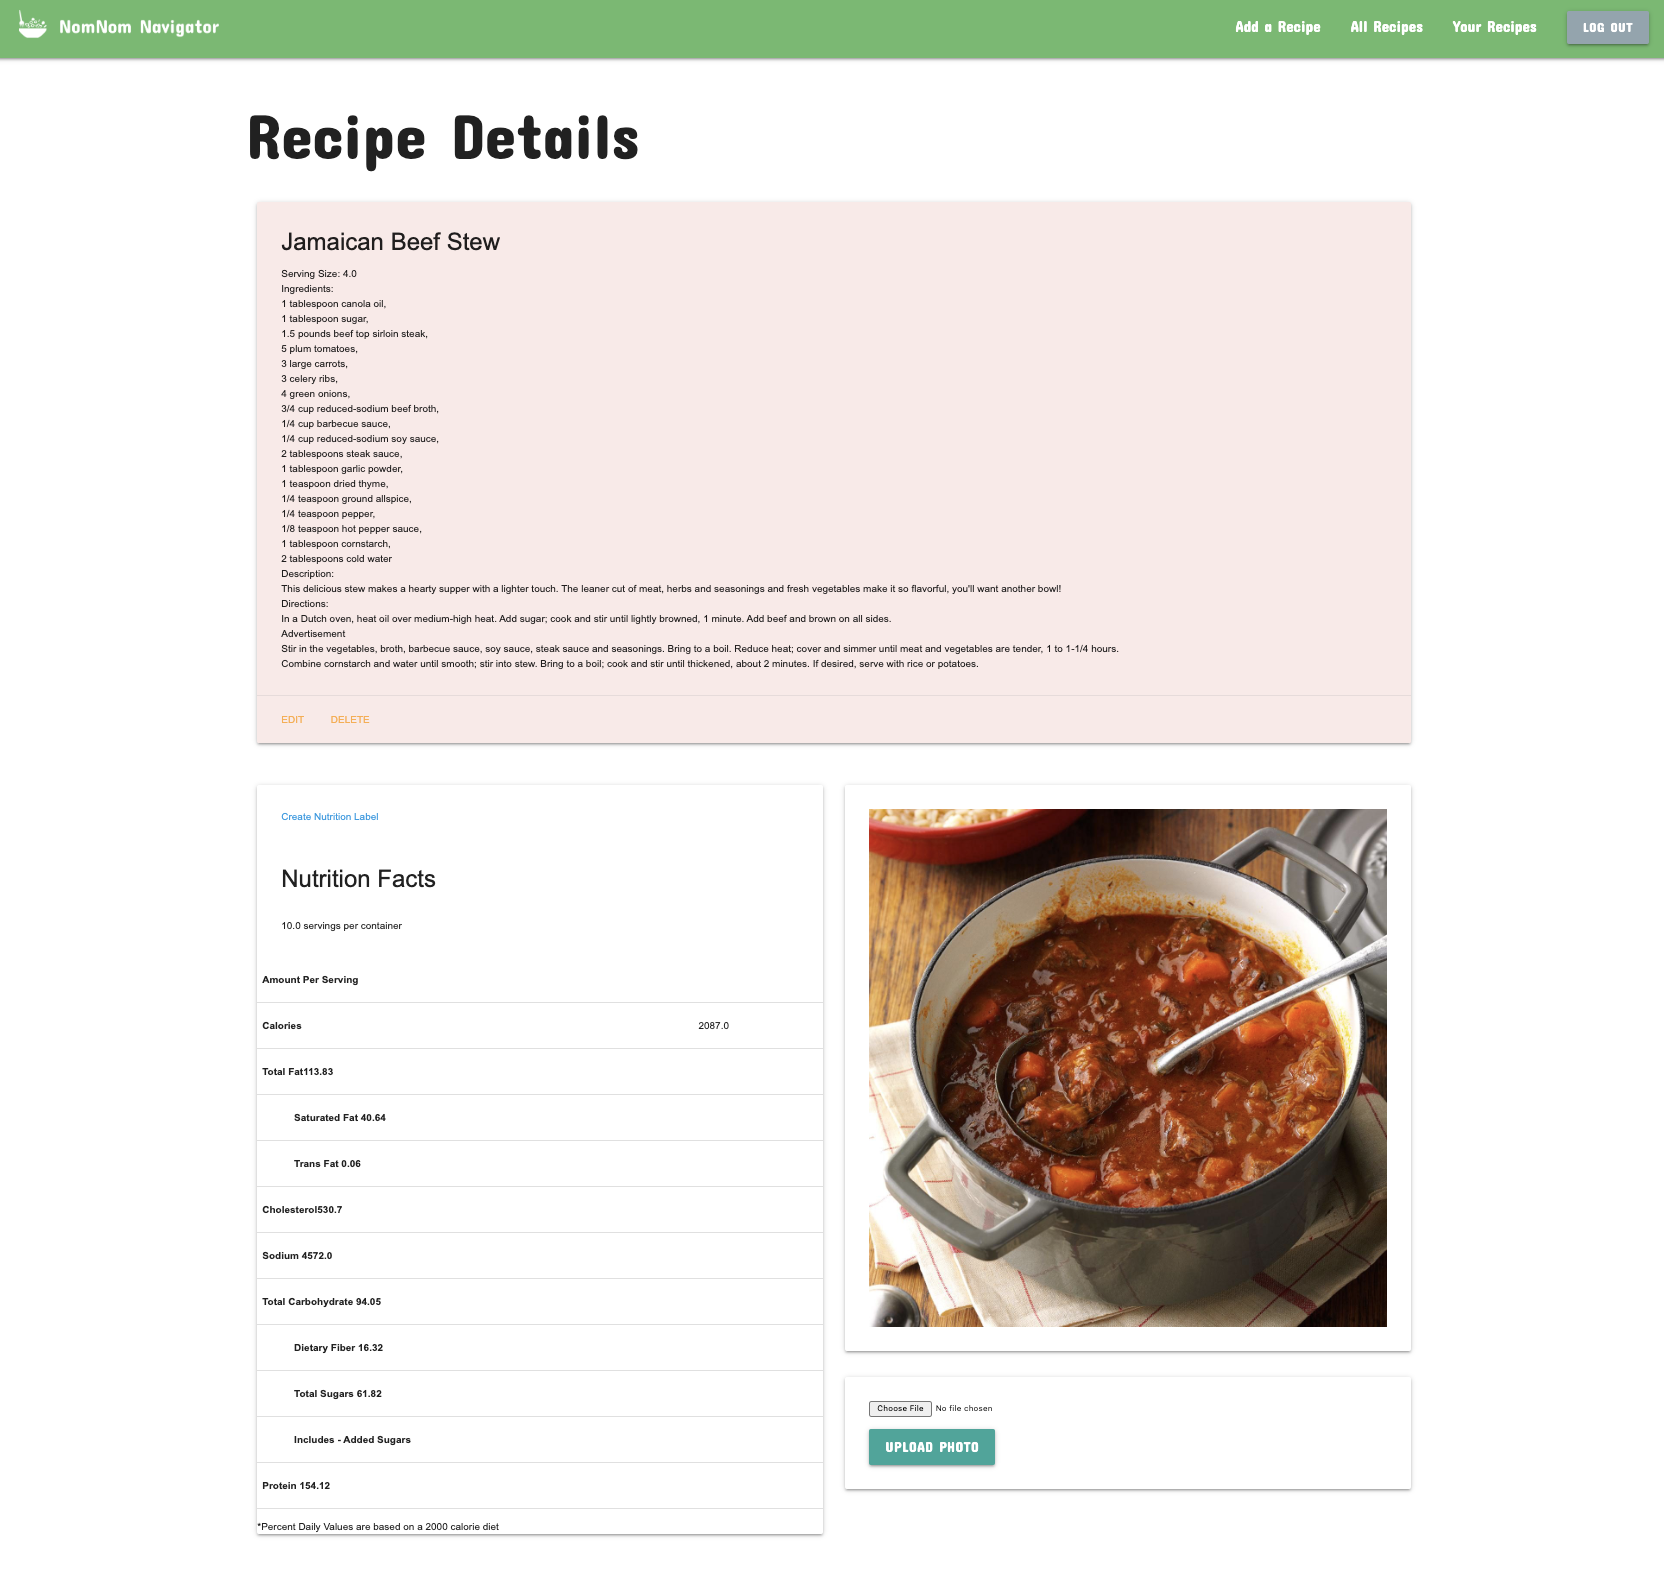 NomNom Navigator
Add a Recipe
All Recipes
Your Recipes
LOG OUT
Recipe Details
Jamaican Beef Stew
Serving Size: 4.0
Ingredients:
1 tablespoon canola oil,
1 tablespoon sugar,
1.5 pounds beef top sirloin steak,
5 plum tomatoes,
3 large carrots,
3 celery ribs,
4 green onions,
3/4 cup reduced-sodium beef broth,
1/4 cup barbecue sauce,
1/4 cup reduced-sodium soy sauce,
2 tablespoons steak sauce,
1 tablespoon garlic powder,
1 teaspoon dried thyme,
1/4 teaspoon ground allspice,
1/4 teaspoon pepper,
1/8 teaspoon hot pepper sauce,
1 tablespoon cornstarch,
2 tablespoons cold water
Description:
This delicious stew makes a hearty supper with a lighter touch. The leaner cut of meat, herbs and seasonings and fresh vegetables make it so flavorful, you'll want another bowl!
Directions:
In a Dutch oven, heat oil over medium-high heat. Add sugar; cook and stir until lightly browned, 1 minute. Add beef and brown on all sides.
Advertisement
Stir in the vegetables, broth, barbecue sauce, soy sauce, steak sauce and seasonings. Bring to a boil. Reduce heat; cover and simmer until meat and vegetables are tender, 1 to 1-1/4 hours.
Combine cornstarch and water until smooth; stir into stew. Bring to a boil; cook and stir until thickened, about 2 minutes. If desired, serve with rice or potatoes.
EDIT DELETE
Create Nutrition Label
Nutrition Facts
10.0 servings per container
Amount Per Serving
Calories 2087.0
Total Fat113.83
Saturated Fat 40.64
Trans Fat 0.06
Cholesterol530.7
Sodium 4572.0
Total Carbohydrate 94.05
Dietary Fiber 16.32
Total Sugars 61.82
Includes - Added Sugars
Protein 154.12
*Percent Daily Values are based on a 2000 calorie diet
Choose File No file chosen
UPLOAD PHOTO